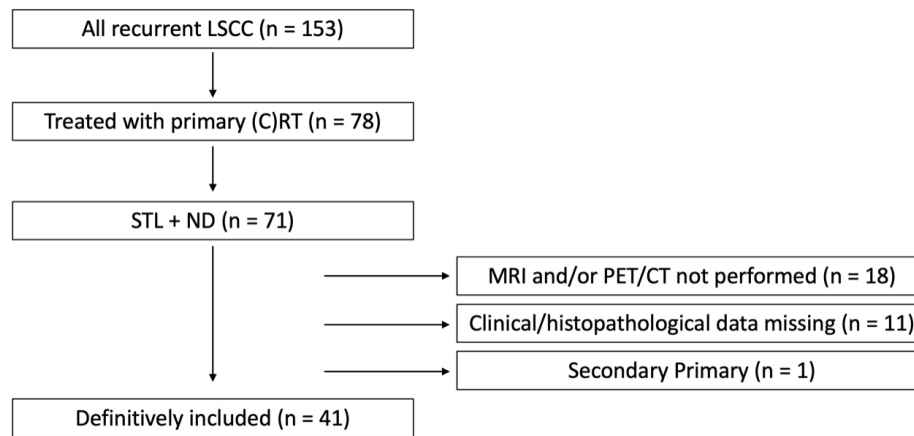 All recurrent LSCC (n = 153)
Treated with primary (C)RT (n = 78)
STL + ND (n = 71)
MRI and/or PET/CT not performed (n = 18)
Clinical/histopathological data missing (n = 11)
Secondary Primary (n = 1)
Definitively included (n = 41)